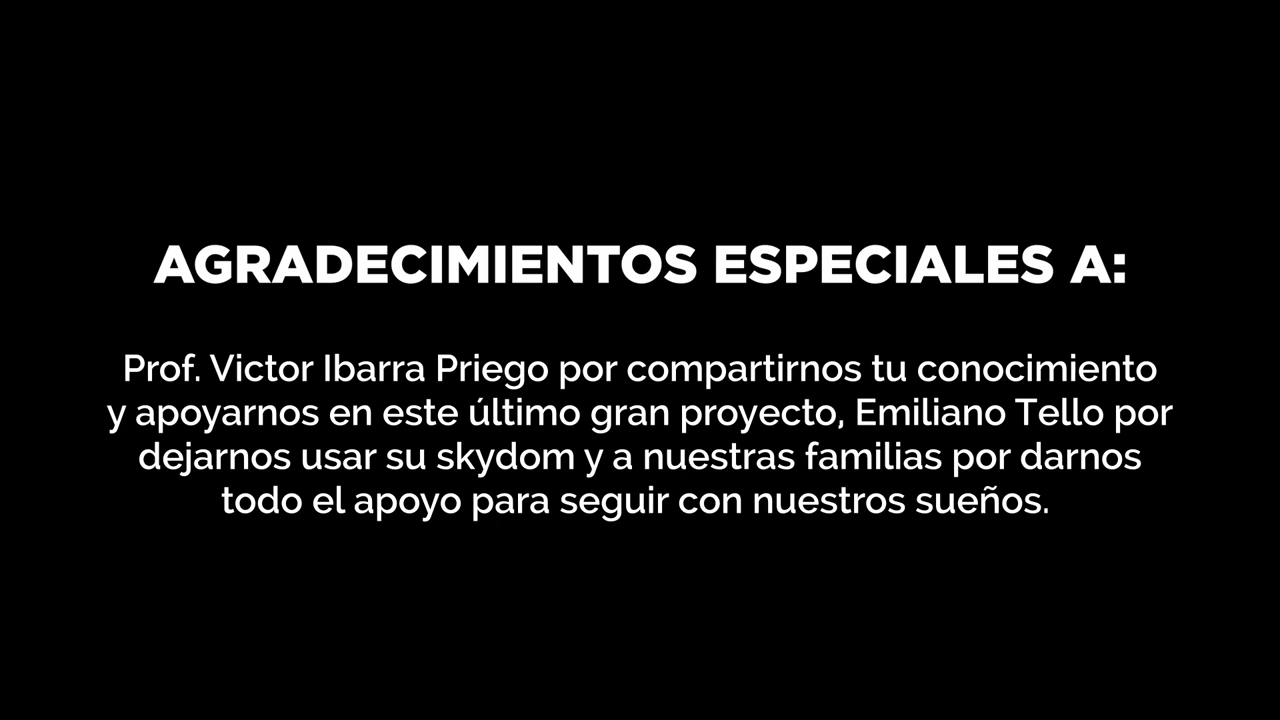 AGRADECIMIENTOS ESPECIALES A:
Prof. Victor Ibarra Priego por compartirnos tu conocimiento
y apoyarnos en este último gran proyecto, Emiliano Tello por
dejarnos usar su skydom y a nuestras familias por darnos
todo el apoyo para seguir con nuestros sueños.